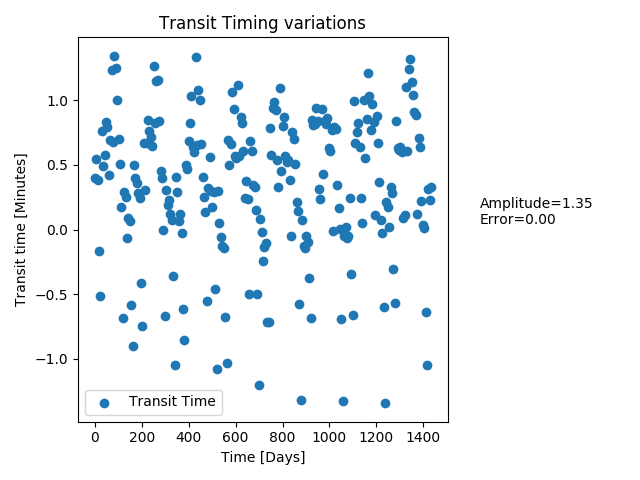 Transit Timing variations
Transit time [Minutes]
1.0
0.5
0.0
−0.5
−1.0
Transit Time
0 200 400 600 800 1000 1200 1400
Time [Days]
Amplitude=1.35
Error=0.00